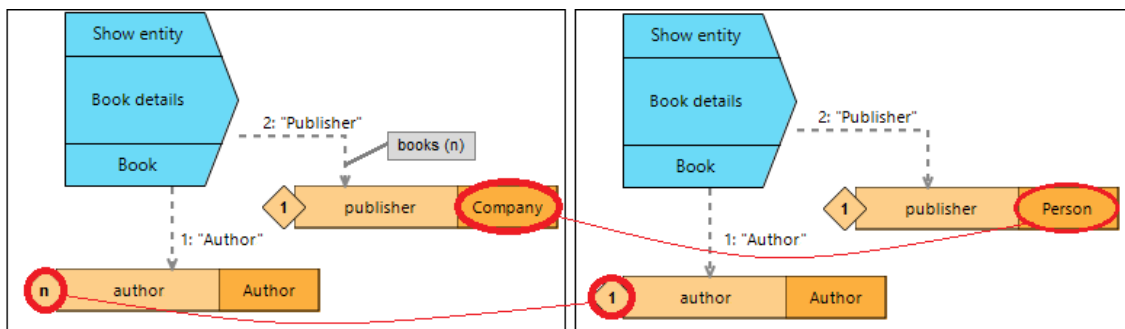 Show entity
Book details
Book
2: "Publisher"
books (n)
1 publisher Company
1: "Author"
n author Author
Show entity
Book details
Book
2: "Publisher"
1 publisher Person
1: "Author"
1 author Author